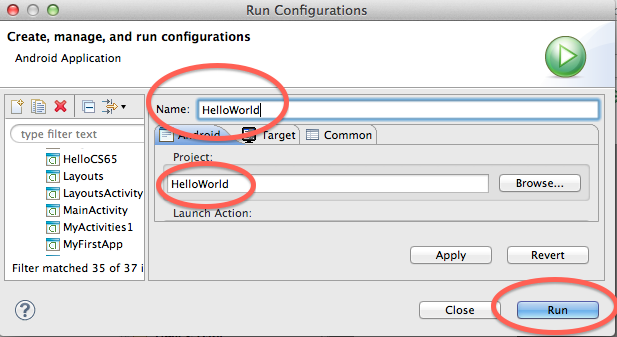 Run Configurations
Create, manage, and run configurations
Android Application
Name: HelloWorld
type filter text
Android Target Common
HelloCS65
Project:
Layouts
HelloWorld Browse...
LayoutsActivity
MainActivity
Launch Action:
MyActivities1
MyFirstApp
Apply Revert
Filter matched 35 of 37 i
? Close Run